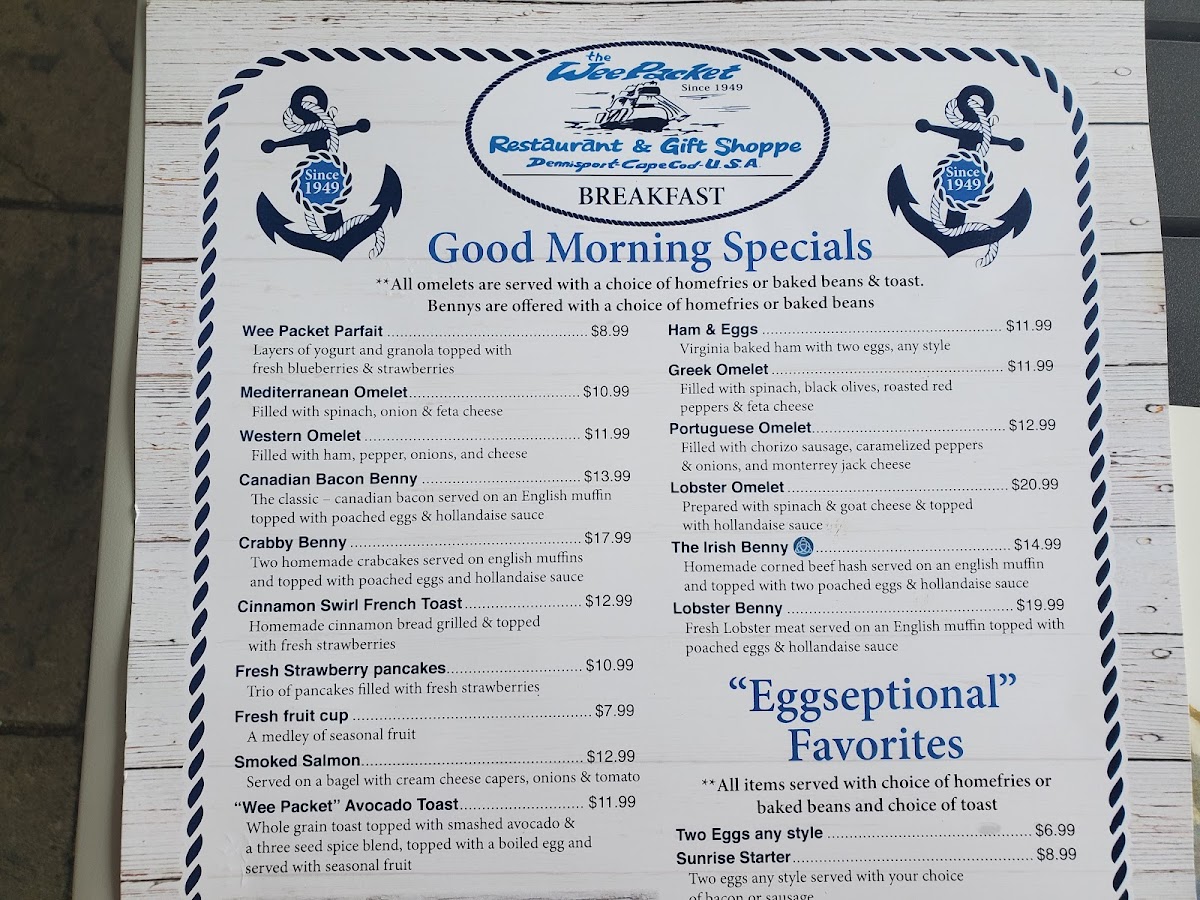 the
Wee Packet
Since 1949
Restaurant & Gift Shoppe
Dennisport-Cape Cod-U.S.A.
BREAKFAST
Since
1949
Since
1949
Good Morning Specials
**All omelets are served with a choice of homefries or baked beans & toast.
Bennys are offered with a choice of homefries or baked beans
Wee Packet Parfait ........ $8.99
Layers of yogurt and granola topped with
fresh blueberries & strawberries
Mediterranean Omelet ........ $10.99
Filled with spinach, onion & feta cheese
Western Omelet ........ $11.99
Filled with ham, pepper, onions, and cheese
Canadian Bacon Benny ........ $13.99
The classic – canadian bacon served on an English muffin
topped with poached eggs & hollandaise sauce
Crabby Benny ........ $17.99
Two homemade crabcakes served on english muffins
and topped with poached eggs and hollandaise sauce
Cinnamon Swirl French Toast ........ $12.99
Homemade cinnamon bread grilled & topped
with fresh strawberries
Fresh Strawberry pancakes ........ $10.99
Trio of pancakes filled with fresh strawberries
Fresh fruit cup ........ $7.99
A medley of seasonal fruit
Smoked Salmon ........ $12.99
Served on a bagel with cream cheese capers, onions & tomato
“Wee Packet” Avocado Toast ........ $11.99
Whole grain toast topped with smashed avocado &
a three seed spice blend, topped with a boiled egg and
served with seasonal fruit
Ham & Eggs ........ $11.99
Virginia baked ham with two eggs, any style
Greek Omelet ........ $11.99
Filled with spinach, black olives, roasted red
peppers & feta cheese
Portuguese Omelet ........ $12.99
Filled with chorizo sausage, caramelized peppers
& onions, and monterrey jack cheese
Lobster Omelet ........ $20.99
Prepared with spinach & goat cheese & topped
with hollandaise sauce
The Irish Benny ........ $14.99
Homemade corned beef hash served on an english muffin
and topped with two poached eggs & hollandaise sauce
Lobster Benny ........ $19.99
Fresh Lobster meat served on an English muffin topped with
poached eggs & hollandaise sauce
“Eggseptional”
Favorites
**All items served with choice of homefries or
baked beans and choice of toast
Two Eggs any style ........ $6.99
Sunrise Starter ........ $8.99
Two eggs any style served with your choice
of bacon or sausage